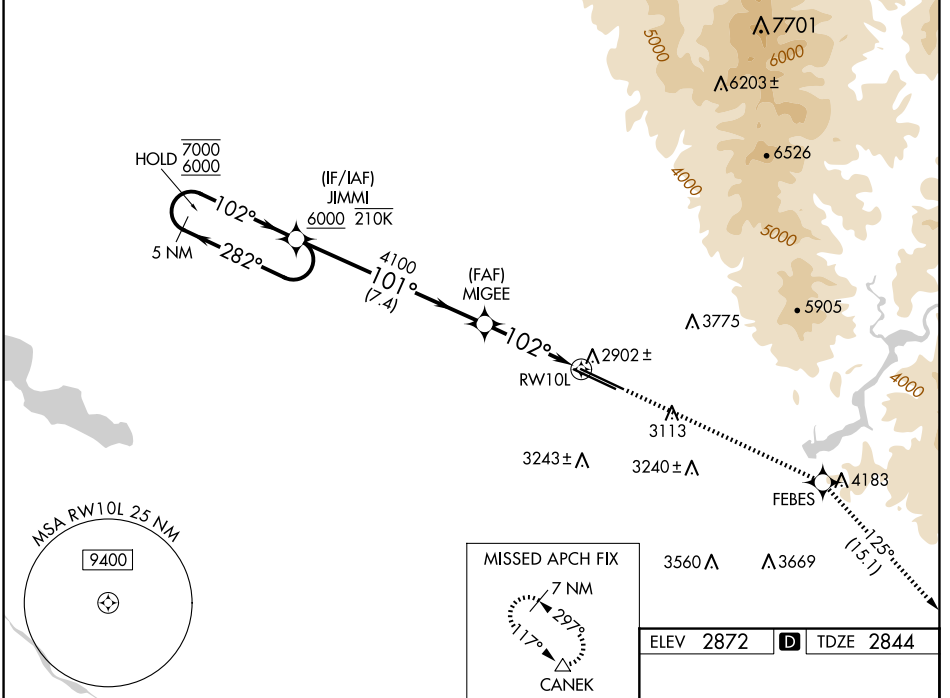 7701
5000
6000
6203±
6526
4000
5000
5905
3775
4000
HOLD 7000
6000
102°
5 NM
282°
(IF/IAF)
JIMMI
6000 210K
4100
101°
(7.4)
(FAF)
MIGEE
102°
2902±
RW10L
3113
3243±
3240±
4183
FEBES
125°
(15.1)
3560
3669
MSA RW10L 25 NM
9400
MISSED APCH FIX
7 NM
297°
117°
CANEK
ELEV 2872 D TDZE 2844